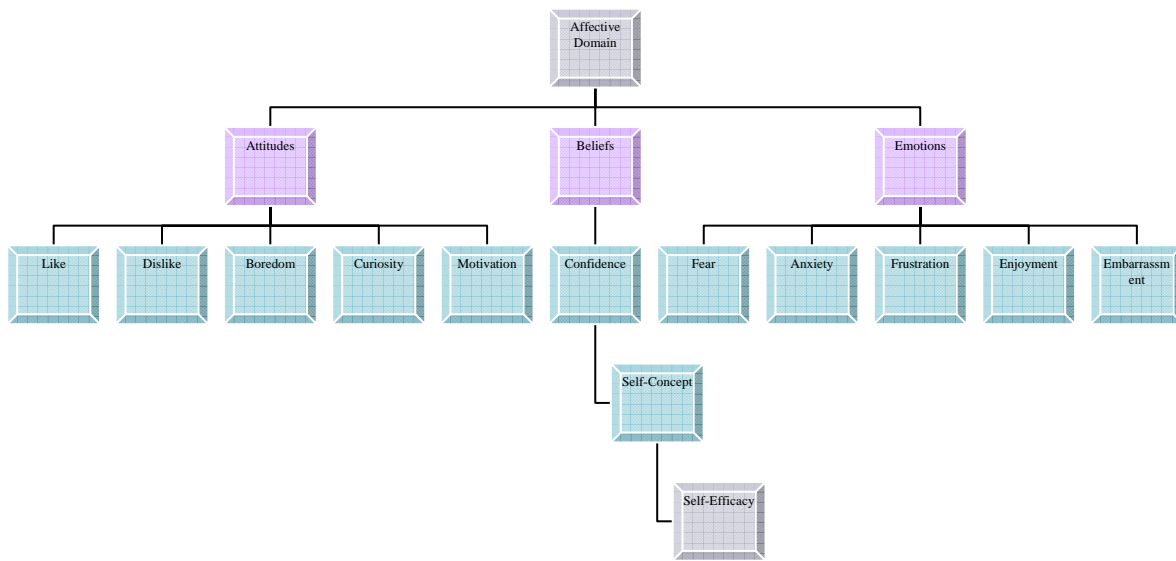 Affective
Domain
Attitudes
Beliefs
Emotions
Like
Dislike
Boredom
Curiosity
Motivation
Confidence
Fear
Anxiety
Frustration
Enjoyment
Embarrassm
ent
Self-Concept
Self-Efficacy